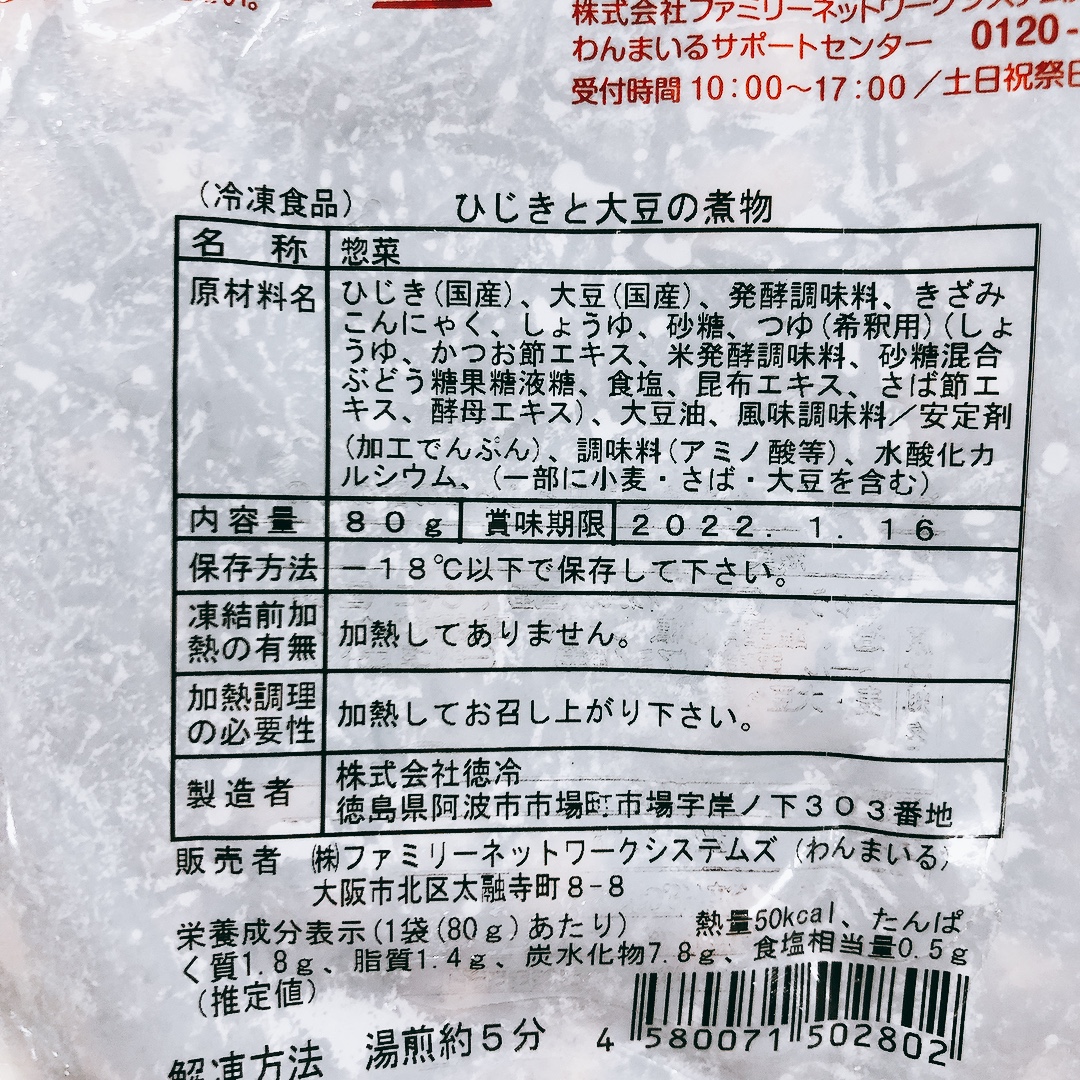 株式会社ファミリーネットワークシステム
わんまいるサポートセンター 0120-
受付時間 10:00～17:00／土日祝祭日
(冷凍食品) ひじきと大豆の煮物
名 称 惣菜
原材料名 ひじき(国産)、大豆(国産)、発酵調味料、きざみ
こんにゃく、しょうゆ、砂糖、つゆ(希釈用)(しょ
うゆ、かつお節エキス、米発酵調味料、砂糖混合
ぶどう糖果糖液糖、食塩、昆布エキス、さば節エ
キス、酵母エキス)、大豆油、風味調味料／安定剤
(加工でんぷん)、調味料(アミノ酸等)、水酸化カ
ルシウム、(一部に小麦・さば・大豆を含む)
内容量 80g 賞味期限 2022. 1. 16
保存方法 －18℃以下で保存して下さい。
凍結前加
熱の有無 加熱してありません。
加熱調理
の必要性 加熱してお召し上がり下さい。
製造者 株式会社徳冷
徳島県阿波市市場町市場字岸ノ下303番地
販売者 ㈱ファミリーネットワークシステムズ (わんまいる)
大阪市北区太融寺町8-8
栄養成分表示(1袋(80g)あたり) 熱量50kcal、たんぱ
く質1.8g、脂質1.4g、炭水化物7.8g、食塩相当量0.5g
(推定値)
解凍方法 湯煎約5分
4 580071 502802